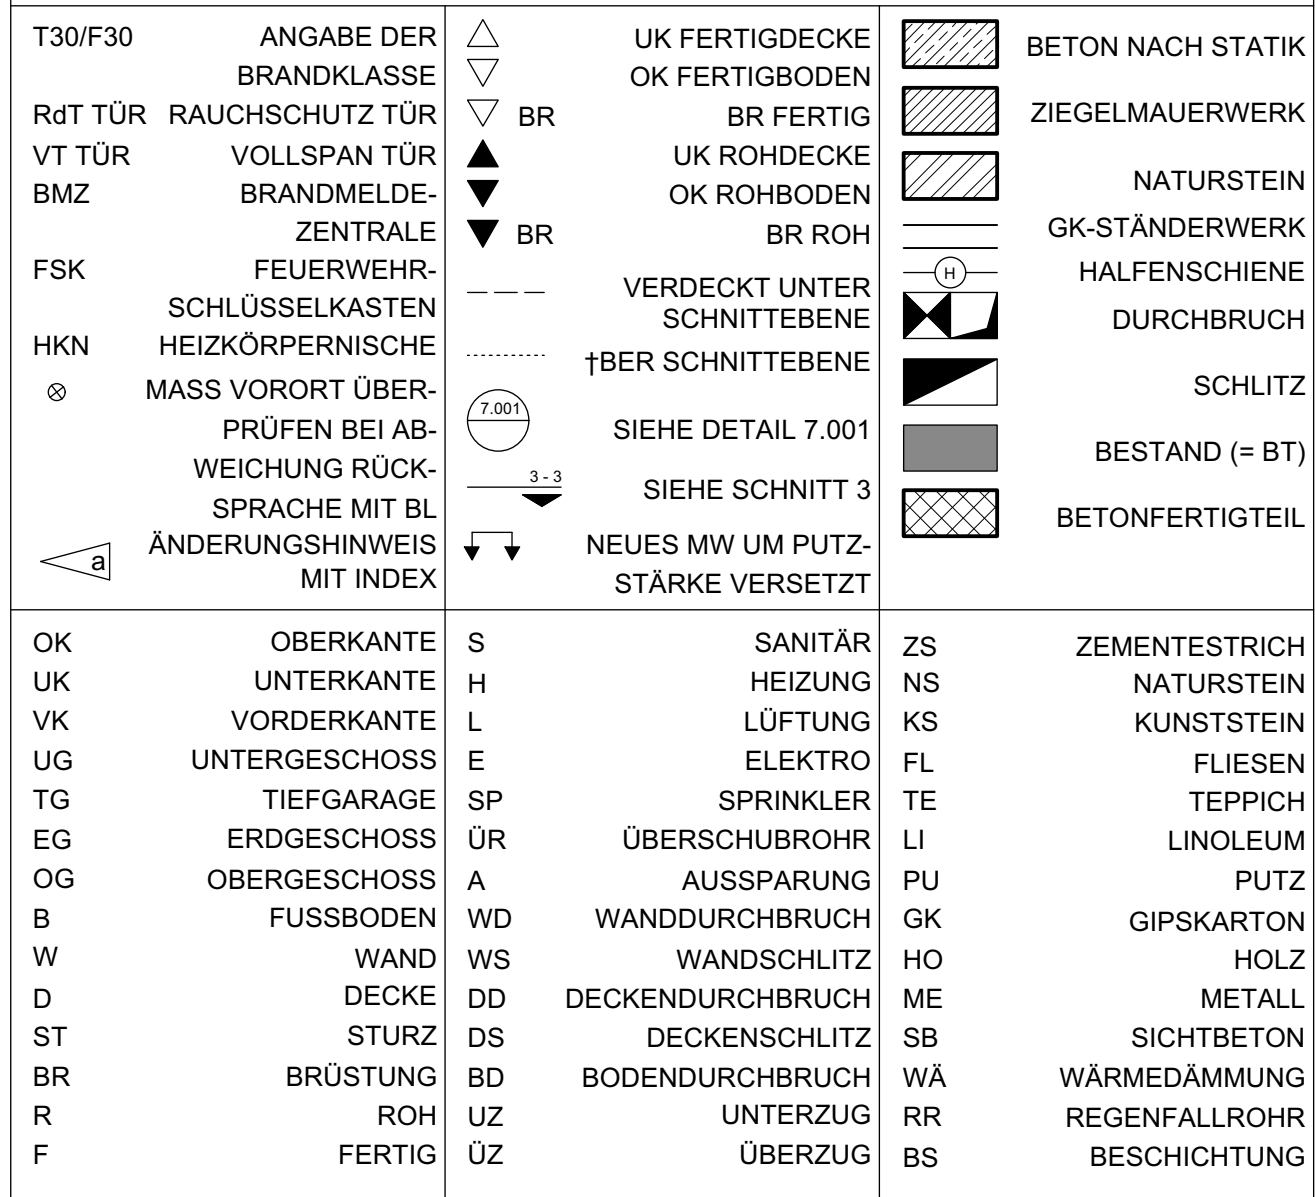 T30/F30 ANGABE DER
BRANDKLASSE
RdT TÜR RAUCHSCHUTZ TÜR
VT TÜR VOLLSPAN TÜR
BMZ BRANDMELDE-
ZENTRALE
FSK FEUERWEHR-
SCHLÜSSELKASTEN
HKN HEIZKÖRPERNISCHE
MASS VORORT ÜBER-
PRÜFEN BEI AB-
WEICHUNG RÜCK-
SPRACHE MIT BL
ÄNDERUNGSHINWEIS
a MIT INDEX
UK FERTIGDECKE
OK FERTIGBODEN
BR BR FERTIG
UK ROHDECKE
OK ROHBODEN
BR BR ROH
VERDECKT UNTER
SCHNITTEBENE
†BER SCHNITTEBENE
7.001 SIEHE DETAIL 7.001
3 - 3 SIEHE SCHNITT 3
NEUES MW UM PUTZ-
STÄRKE VERSETZT
BETON NACH STATIK
ZIEGELMAUERWERK
NATURSTEIN
GK-STÄNDERWERK
H HALFENSCHIENE
DURCHBRUCH
SCHLITZ
BESTAND (= BT)
BETONFERTIGTEIL
OK OBERKANTE
UK UNTERKANTE
VK VORDERKANTE
UG UNTERGESCHOSS
TG TIEFGARAGE
EG ERDGESCHOSS
OG OBERGESCHOSS
B FUSSBODEN
W WAND
D DECKE
ST STURZ
BR BRÜSTUNG
R ROH
F FERTIG
S SANITÄR
H HEIZUNG
L LÜFTUNG
E ELEKTRO
SP SPRINKLER
ÜR ÜBERSCHUBROHR
A AUSSPARUNG
WD WANDDURCHBRUCH
WS WANDSCHLITZ
DD DECKENDURCHBRUCH
DS DECKENSCHLITZ
BD BODENDURCHBRUCH
UZ UNTERZUG
ÜZ ÜBERZUG
ZS ZEMENTESTRICH
NS NATURSTEIN
KS KUNSTSTEIN
FL FLIESEN
TE TEPPICH
LI LINOLEUM
PU PUTZ
GK GIPSKARTON
HO HOLZ
ME METALL
SB SICHTBETON
WÄ WÄRMEDÄMMUNG
RR REGENFALLROHR
BS BESCHICHTUNG